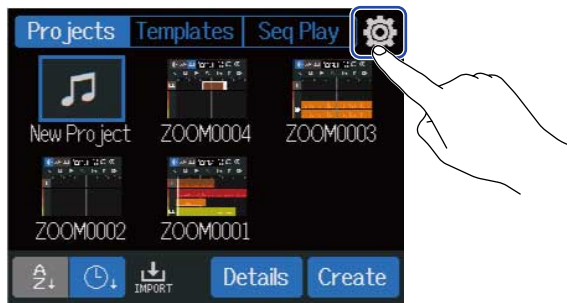 Projects Templates Seq Play
New Project ZOOM0004 ZOOM0003
ZOOM0002 ZOOM0001
A Z IMPORT Details Create